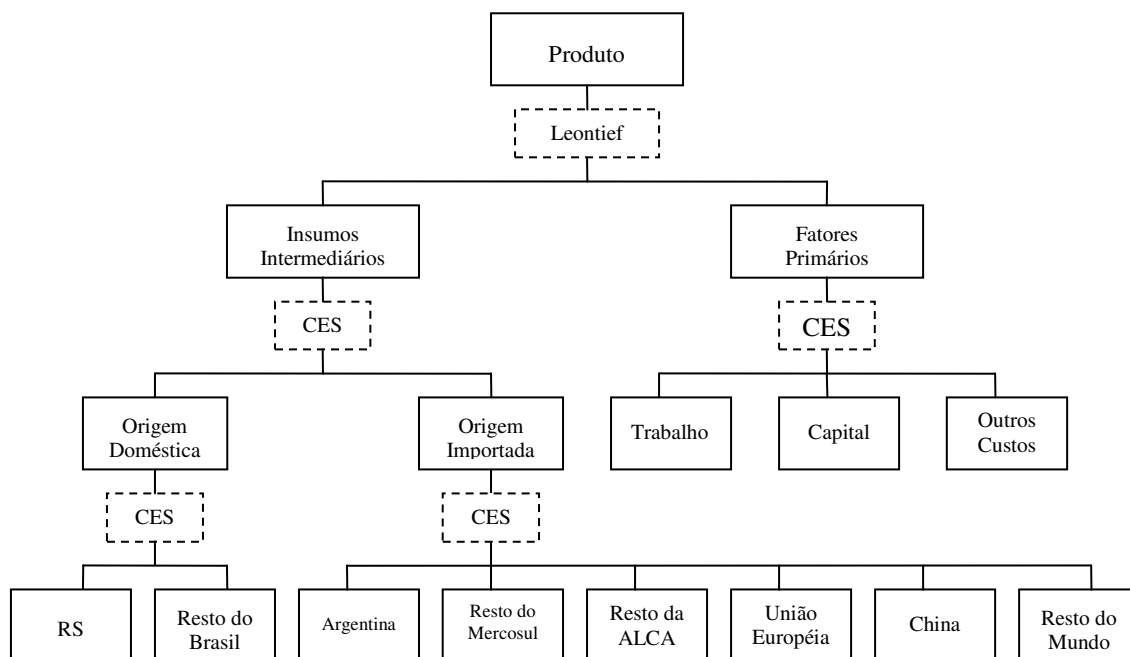 Produto
Leontief
Insumos
Intermediários
Fatores
Primários
CES
CES
Origem
Doméstica
Origem
Importada
Trabalho
Capital
Outros
Custos
CES
CES
RS
Resto do
Brasil
Argentina
Resto do
Mercosul
Resto da
ALCA
União
Européia
China
Resto do
Mundo